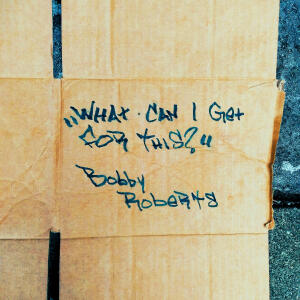 "WHAT CAN I GET
FOR THIS?"
BOBBY
ROBERTS